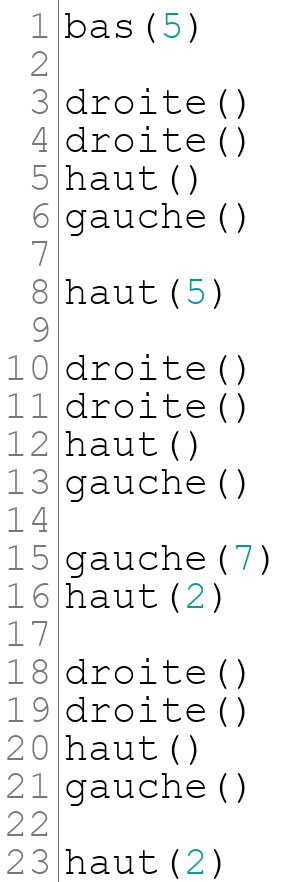 1 bas(5)
2
3 droite()
4 droite()
5 haut()
6 gauche()
7
8 haut(5)
9
10 droite()
11 droite()
12 haut()
13 gauche()
14
15 gauche(7)
16 haut(2)
17
18 droite()
19 droite()
20 haut()
21 gauche()
22
23 haut(2)